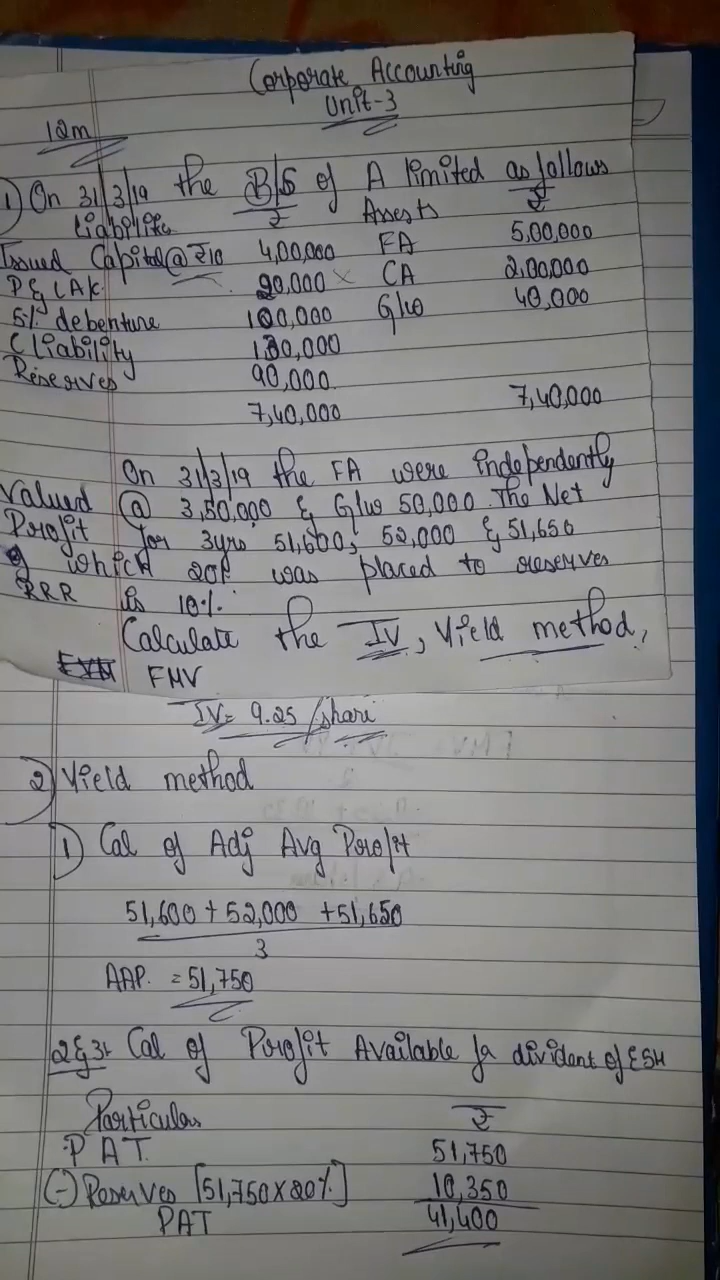 Corporate Accounting
Unit-3
12m
1) On 31/3/19 the B/S of A limited as follows
Liabilite ₹ Assests ₹
Issued Capital @ ₹10 4,00,000 FA 5,00,000
P& LAK. 20,000 CA 2,00,000
5% debenture 100,000 G/w 40,000
C Liability 130,000
Reserves 90,000.
7,40,000 7,40,000
On 31/3/19 the FA were independently
valued @ 3,50,000 & G/w 50,000. The Net
Profit for 3yrs 51,600; 52,000 & 51,650
of which 20% was placed to reserves
RRR is 10%.
Calculate the IV, Yield method,
FMV
IV= 9.25 /share
2) Yield method
1) Cal of Adj Avg Profit
51,600 + 52,000 + 51,650
3
AAP. = 51,750
2&3% Cal of Profit Available for divident of ESH
Particulars ₹
PAT. 51,750
(-) Reserves [51,750 X 20%] 10,350
PAT 41,400